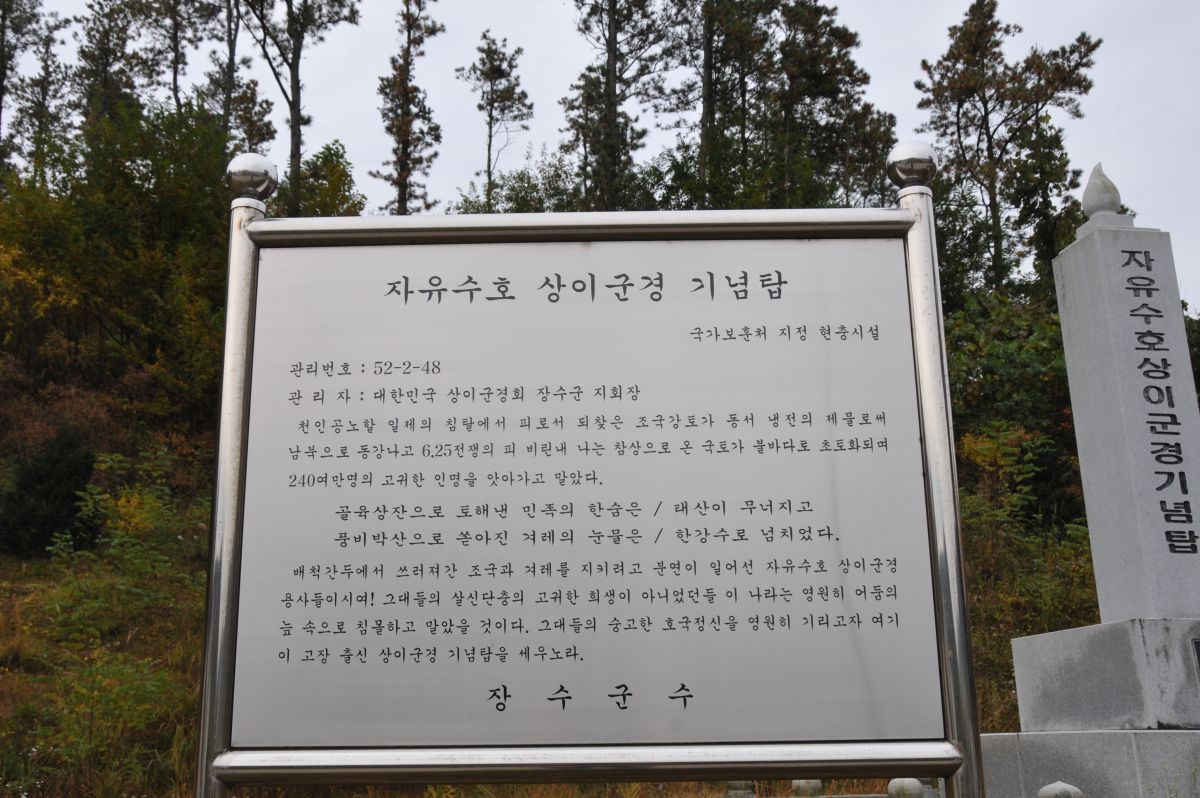 자유수호 상이군경 기념탑
국가보훈처 지정 현충시설
관리번호 : 52-2-48
관 리 자 : 대한민국 상이군경회 장수군 지회장
천인공노할 일제의 침탈에서 피로서 되찾은 조국강토가 동서 냉전의 제물로써
남북으로 동강나고 6.25전쟁의 피 비린내 나는 참상으로 온 국토가 불바다로 초토화되며
240여만명의 고귀한 인명을 앗아가고 말았다.
골육상잔으로 토해낸 민족의 한숨은 / 태산이 무너지고
풍비박산으로 쏟아진 겨레의 눈물은 / 한강수로 넘치었다.
배척간두에서 쓰러져간 조국과 겨레를 지키려고 분연이 일어선 자유수호 상이군경
용사들이시여! 그대들의 살신단충의 고귀한 희생이 아니었던들 이 나라는 영원히 어둠의
늪 속으로 침몰하고 말았을 것이다. 그대들의 숭고한 호국정신을 영원히 기리고자 여기
이 고장 출신 상이군경 기념탑을 세우노라.
장 수 군 수
자유수호상이군경기념탑